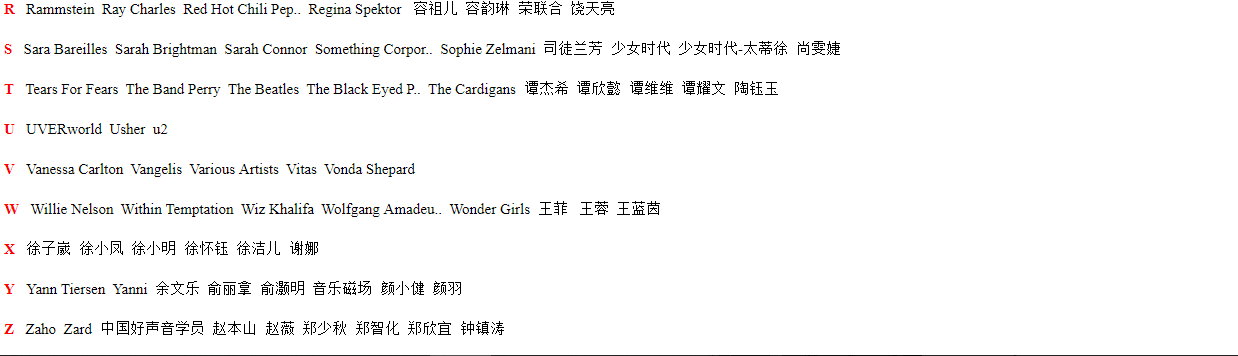 R Rammstein Ray Charles Red Hot Chili Pep.. Regina Spektor 容祖儿 容韵琳 荣联合 饶天亮
S Sara Bareilles Sarah Brightman Sarah Connor Something Corpor.. Sophie Zelmani 司徒兰芳 少女时代 少女时代-太蒂徐 尚雯婕
T Tears For Fears The Band Perry The Beatles The Black Eyed P.. The Cardigans 谭杰希 谭欣懿 谭维维 谭耀文 陶钰玉
U UVERworld Usher u2
V Vanessa Carlton Vangelis Various Artists Vitas Vonda Shepard
W Willie Nelson Within Temptation Wiz Khalifa Wolfgang Amadeu.. Wonder Girls 王菲 王蓉 王蓝茵
X 徐子崴 徐小凤 徐小明 徐怀钰 徐洁儿 谢娜
Y Yann Tiersen Yanni 余文乐 俞丽拿 俞灏明 音乐磁场 颜小健 颜羽
Z Zaho Zard 中国好声音学员 赵本山 赵薇 郑少秋 郑智化 郑欣宜 钟镇涛